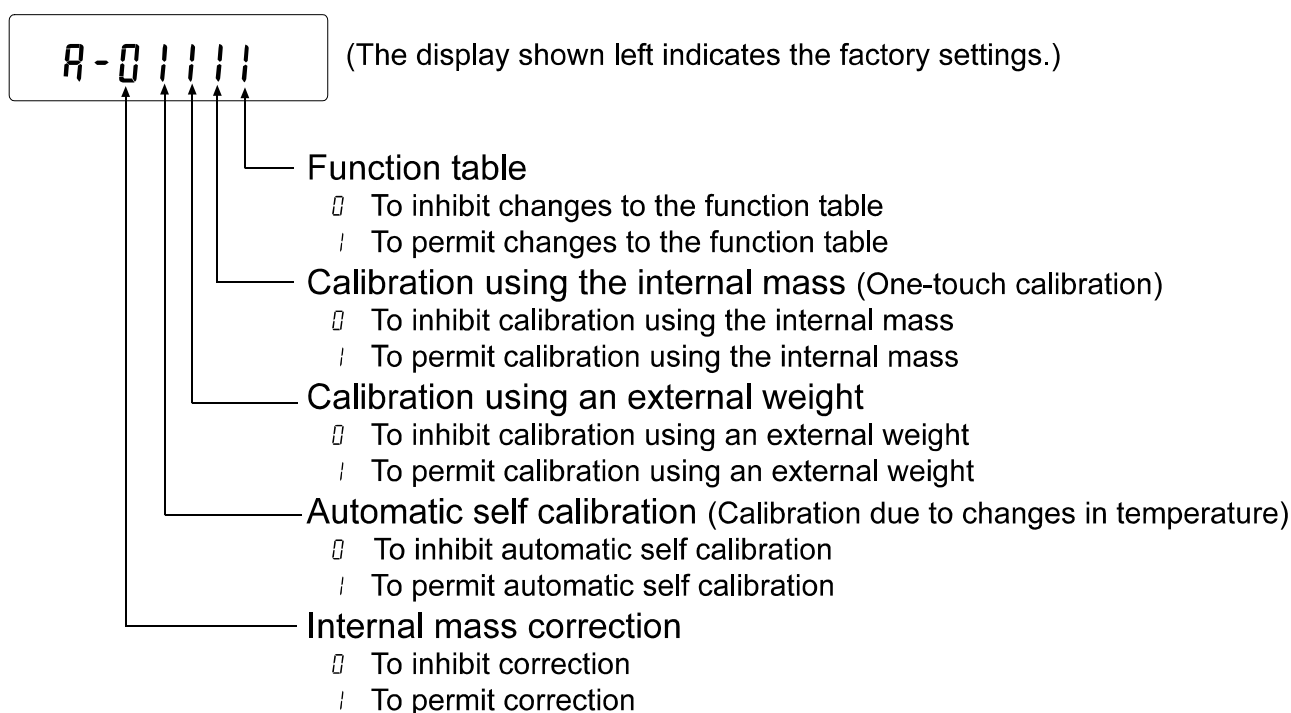 A-01111 (The display shown left indicates the factory settings.)
Function table
0 To inhibit changes to the function table
1 To permit changes to the function table
Calibration using the internal mass (One-touch calibration)
0 To inhibit calibration using the internal mass
1 To permit calibration using the internal mass
Calibration using an external weight
0 To inhibit calibration using an external weight
1 To permit calibration using an external weight
Automatic self calibration (Calibration due to changes in temperature)
0 To inhibit automatic self calibration
1 To permit automatic self calibration
Internal mass correction
0 To inhibit correction
1 To permit correction